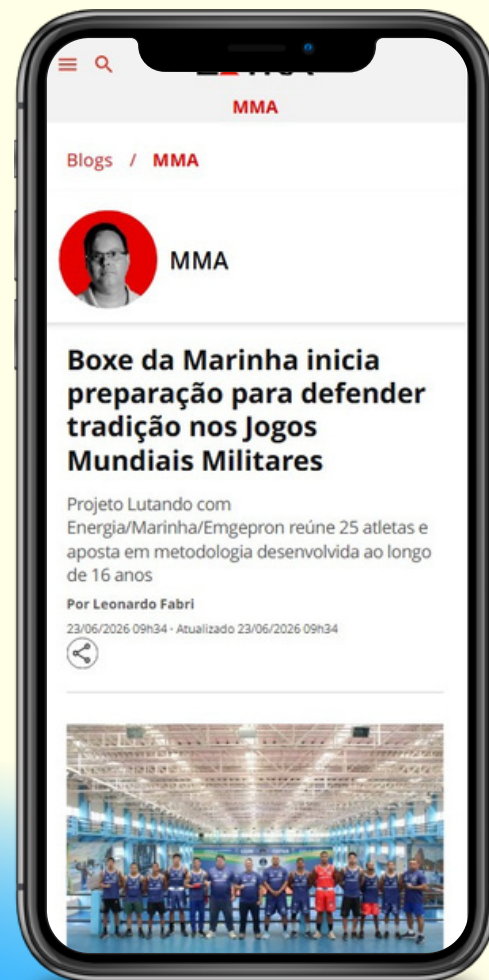 MMA
Blogs / MMA
MMA
Boxe da Marinha inicia
preparação para defender
tradição nos Jogos
Mundiais Militares
Projeto Lutando com
Energia/Marinha/Emgepron reúne 25 atletas e
aposta em metodologia desenvolvida ao longo
de 16 anos
Por Leonardo Fabri
23/06/2026 09h34 · Atualizado 23/06/2026 09h34